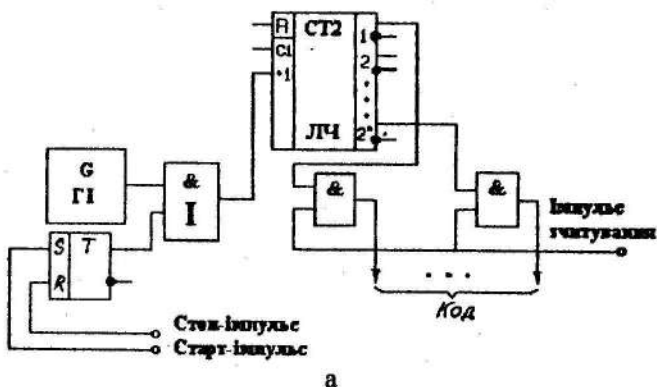 R
C1
+1
СТ2
ЛЧ
1
2
2ⁿ
G
ГІ
&
І
S
T
R
&
&
Імпульс
зчитування
Код
Стоп-імпульс
Старт-імпульс
а